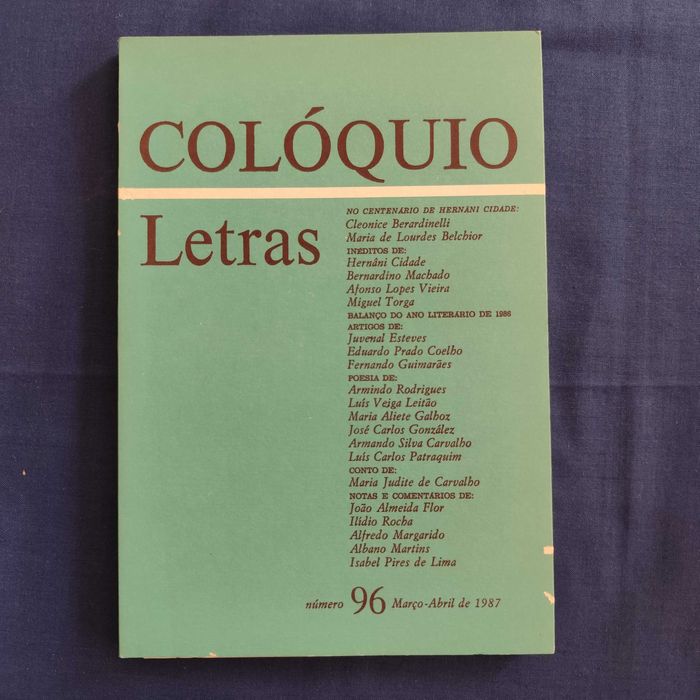 COLÓQUIO
Letras
NO CENTENÁRIO DE HERNÂNI CIDADE:
Cleonice Berardinelli
Maria de Lourdes Belchior
INÉDITOS DE:
Hernâni Cidade
Bernardino Machado
Afonso Lopes Vieira
Miguel Torga
BALANÇO DO ANO LITERÁRIO DE 1986
ARTIGOS DE:
Juvenal Esteves
Eduardo Prado Coelho
Fernando Guimarães
POESIA DE:
Armindo Rodrigues
Luís Veiga Leitão
Maria Aliete Galhoz
José Carlos González
Armando Silva Carvalho
Luís Carlos Patraquim
CONTO DE:
Maria Judite de Carvalho
NOTAS E COMENTÁRIOS DE:
João Almeida Flor
Ilídio Rocha
Alfredo Margarido
Albano Martins
Isabel Pires de Lima
número 96 Março-Abril de 1987